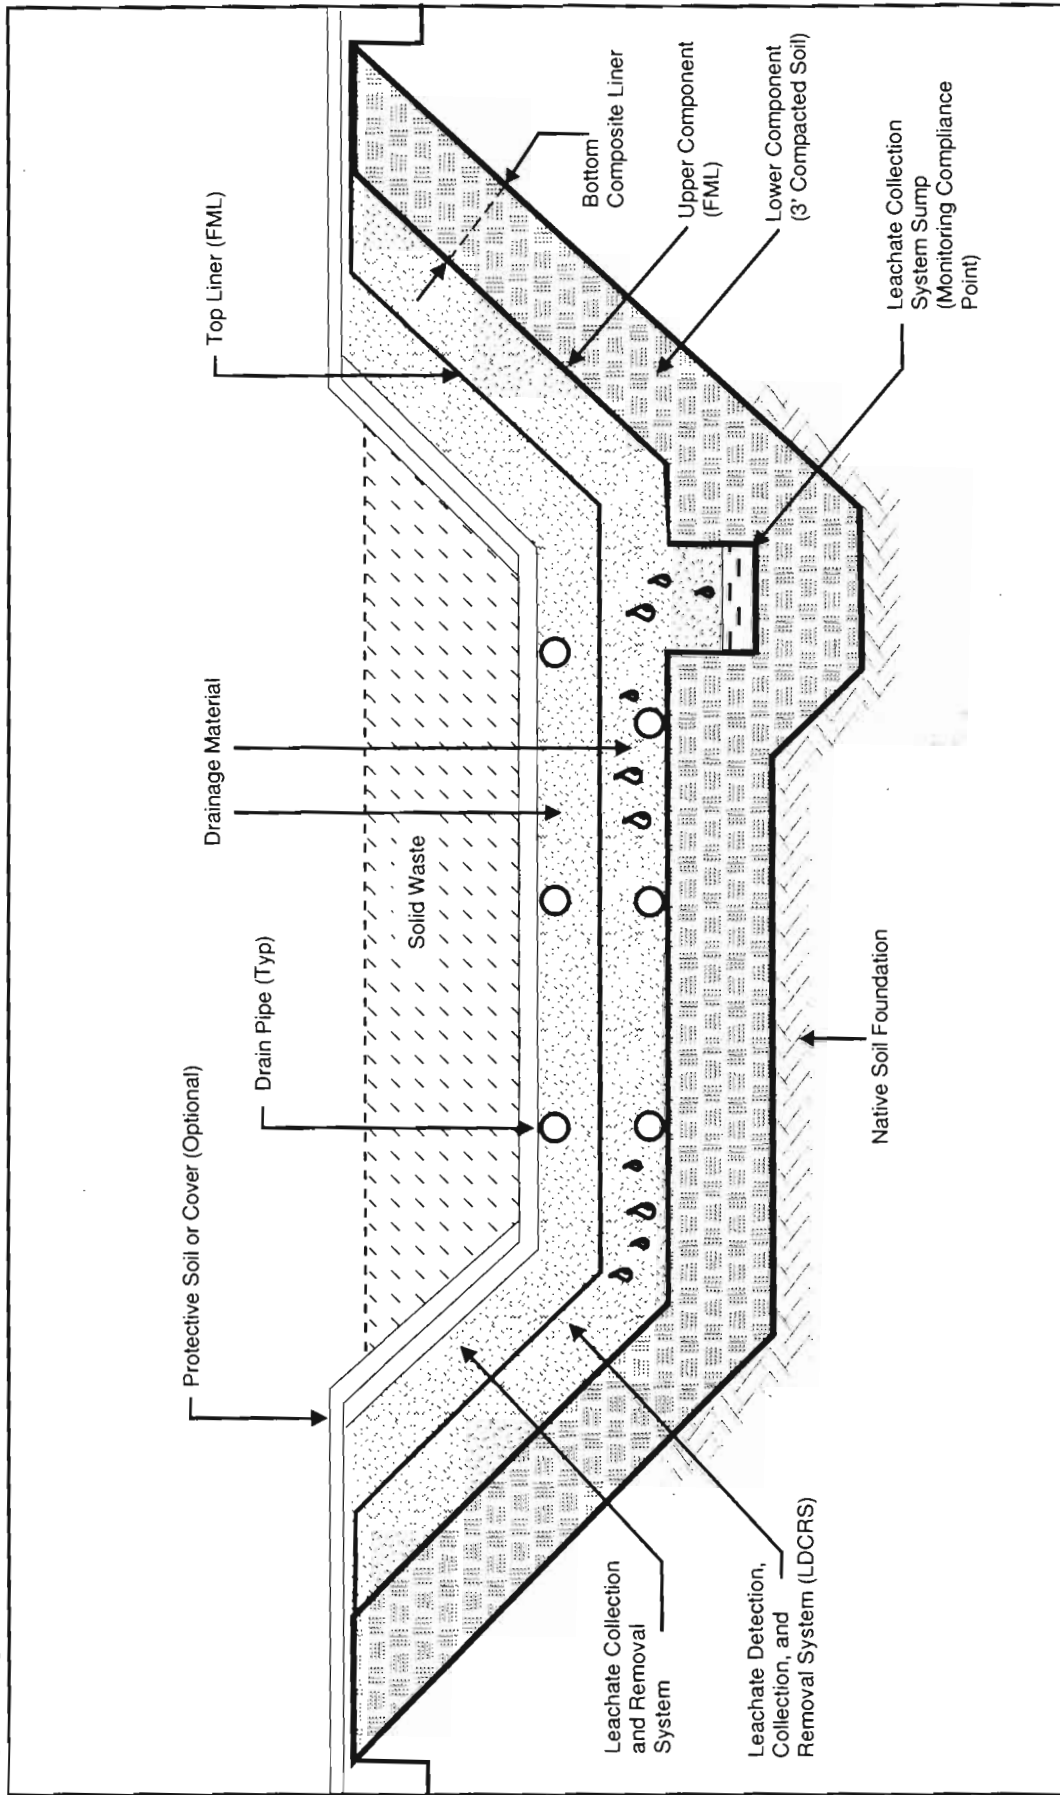 Protective Soil or Cover (Optional)
Drain Pipe (Typ)
Drainage Material
Top Liner (FML)
Solid Waste
Bottom
Composite Liner
Upper Component
(FML)
Lower Component
(3' Compacted Soil)
Leachate Collection
System Sump
(Monitoring Compliance
Point)
Leachate Collection
and Removal
System
Leachate Detection,
Collection, and
Removal System (LDCRS)
Native Soil Foundation